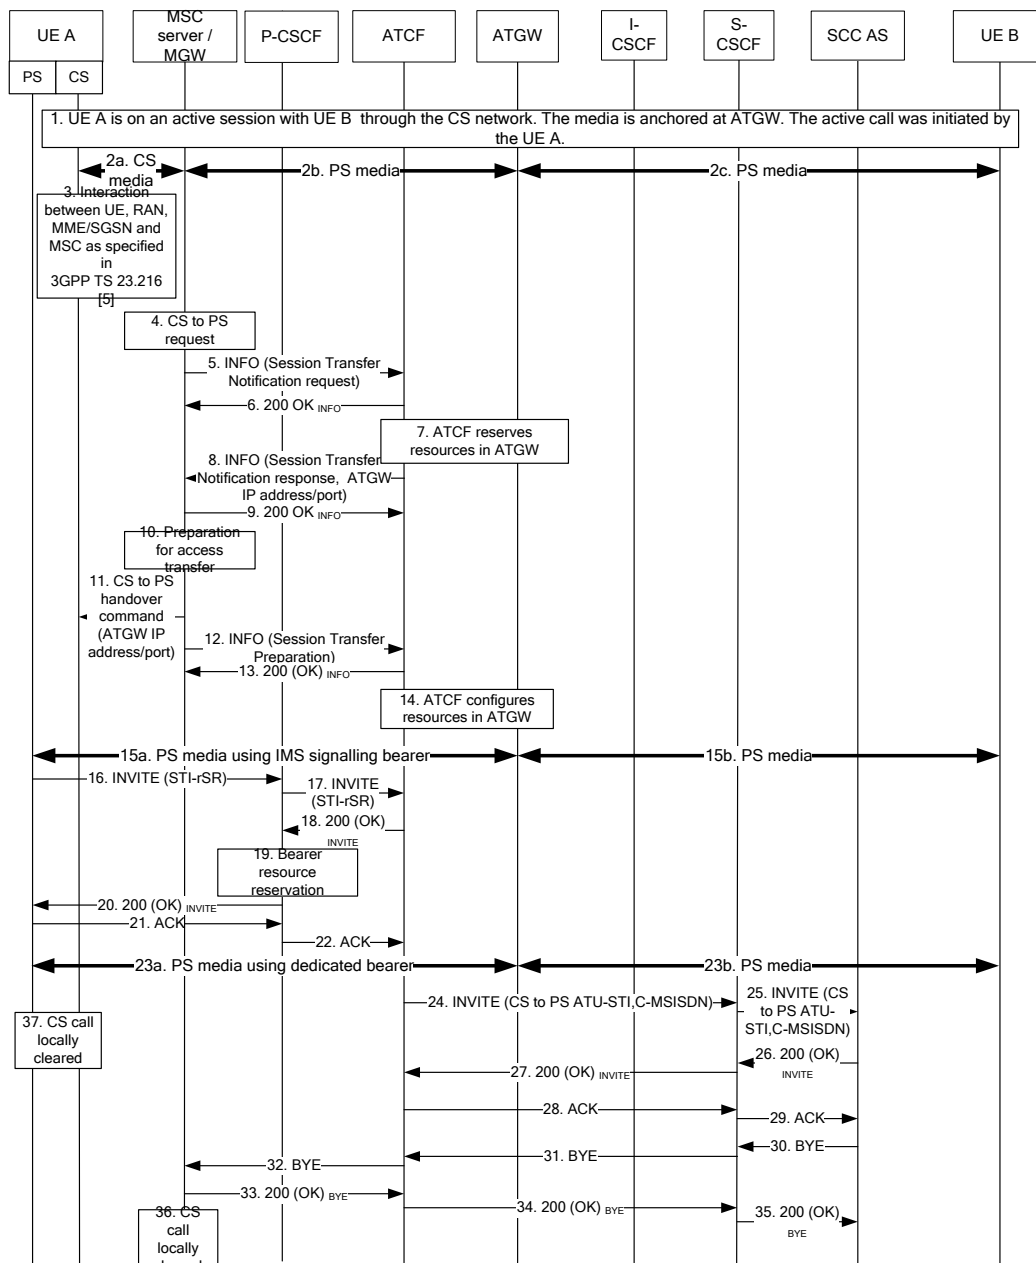 UE A
MSC
server /
MGW
P-CSCF
ATCF
ATGW
I-
CSCF
S-
CSCF
SCC AS
UE B
PS
CS
1. UE A is on an active session with UE B through the CS network. The media is anchored at ATGW. The active call was initiated by
the UE A.
2a. CS
media
2b. PS media
2c. PS media
3. Interaction
between UE, RAN,
MME/SGSN and
MSC as specified
in
3GPP TS 23.216
[5]
4. CS to PS
request
5. INFO (Session Transfer
Notification request)
6. 200 OK INFO
7. ATCF reserves
resources in ATGW
8. INFO (Session Transfer
Notification response, ATGW
IP address/port)
9. 200 OK INFO
10. Preparation
for access
transfer
11. CS to PS
handover
command
(ATGW IP
address/port)
12. INFO (Session Transfer
Preparation)
13. 200 (OK) INFO
14. ATCF configures
resources in ATGW
15a. PS media using IMS signalling bearer
15b. PS media
16. INVITE (STI-rSR)
17. INVITE
(STI-rSR)
18. 200 (OK)
INVITE
19. Bearer
resource
reservation
20. 200 (OK) INVITE
21. ACK
22. ACK
23a. PS media using dedicated bearer
23b. PS media
24. INVITE (CS to PS ATU-STI,C-MSISDN)
25. INVITE (CS
to PS ATU-
STI,C-MSISDN)
37. CS call
locally
cleared
26. 200 (OK)
INVITE
27. 200 (OK) INVITE
28. ACK
29. ACK
30. BYE
31. BYE
32. BYE
33. 200 (OK) BYE
34. 200 (OK) BYE
35. 200 (OK)
BYE
36. CS
call
locally